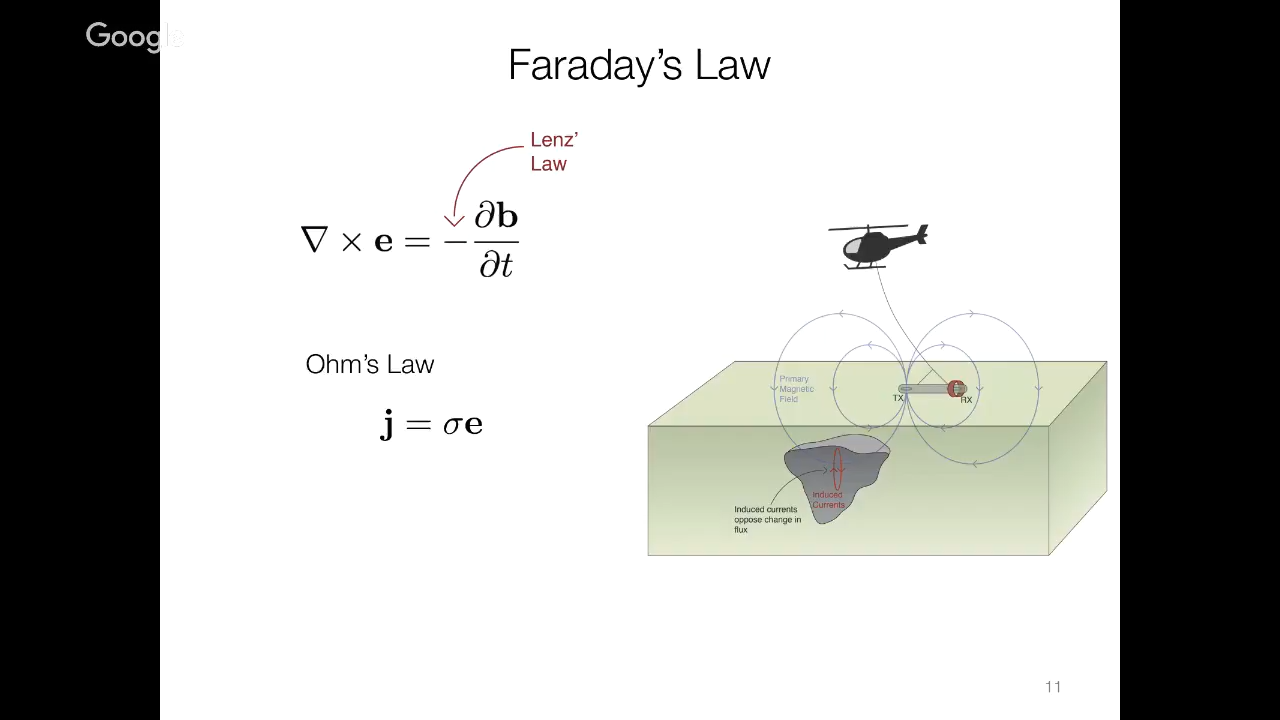 Google
Faraday's Law
Lenz'
Law
∇ × e = − ∂b/∂t
Ohm's Law
j = σe
Primary
Magnetic
Field
TX
RX
Induced
Currents
Induced currents
oppose change in
flux
11